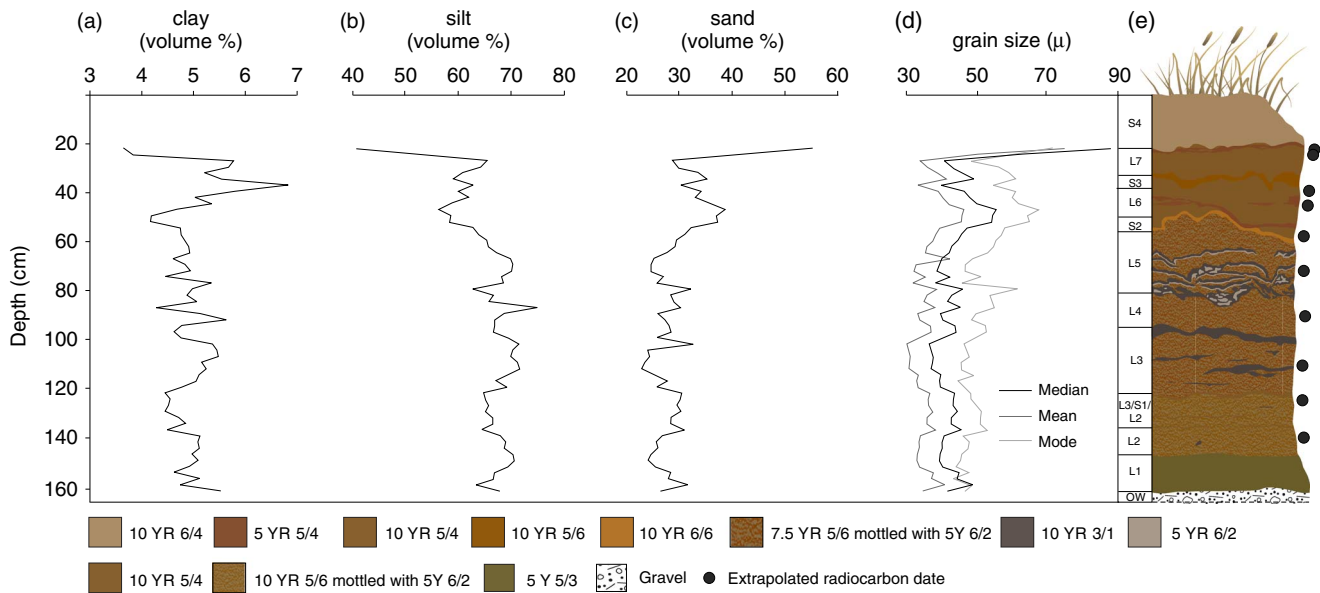 (a) clay (b) silt (c) sand (d) (e)
(volume %) (volume %) (volume %) grain size (μ)
3 4 5 6 7 40 50 60 70 80 20 30 40 50 60 30 50 70 90
Depth (cm)
20
40
60
80
100
120
140
160
S4
L7
S3
L6
S2
L5
L4
L3
L3/S1/
L2
L2
L1
OW
Median
Mean
Mode
10 YR 6/4 5 YR 5/4 10 YR 5/4 10 YR 5/6 10 YR 6/6 7.5 YR 5/6 mottled with 5Y 6/2 10 YR 3/1 5 YR 6/2
10 YR 5/4 10 YR 5/6 mottled with 5Y 6/2 5 Y 5/3 Gravel Extrapolated radiocarbon date